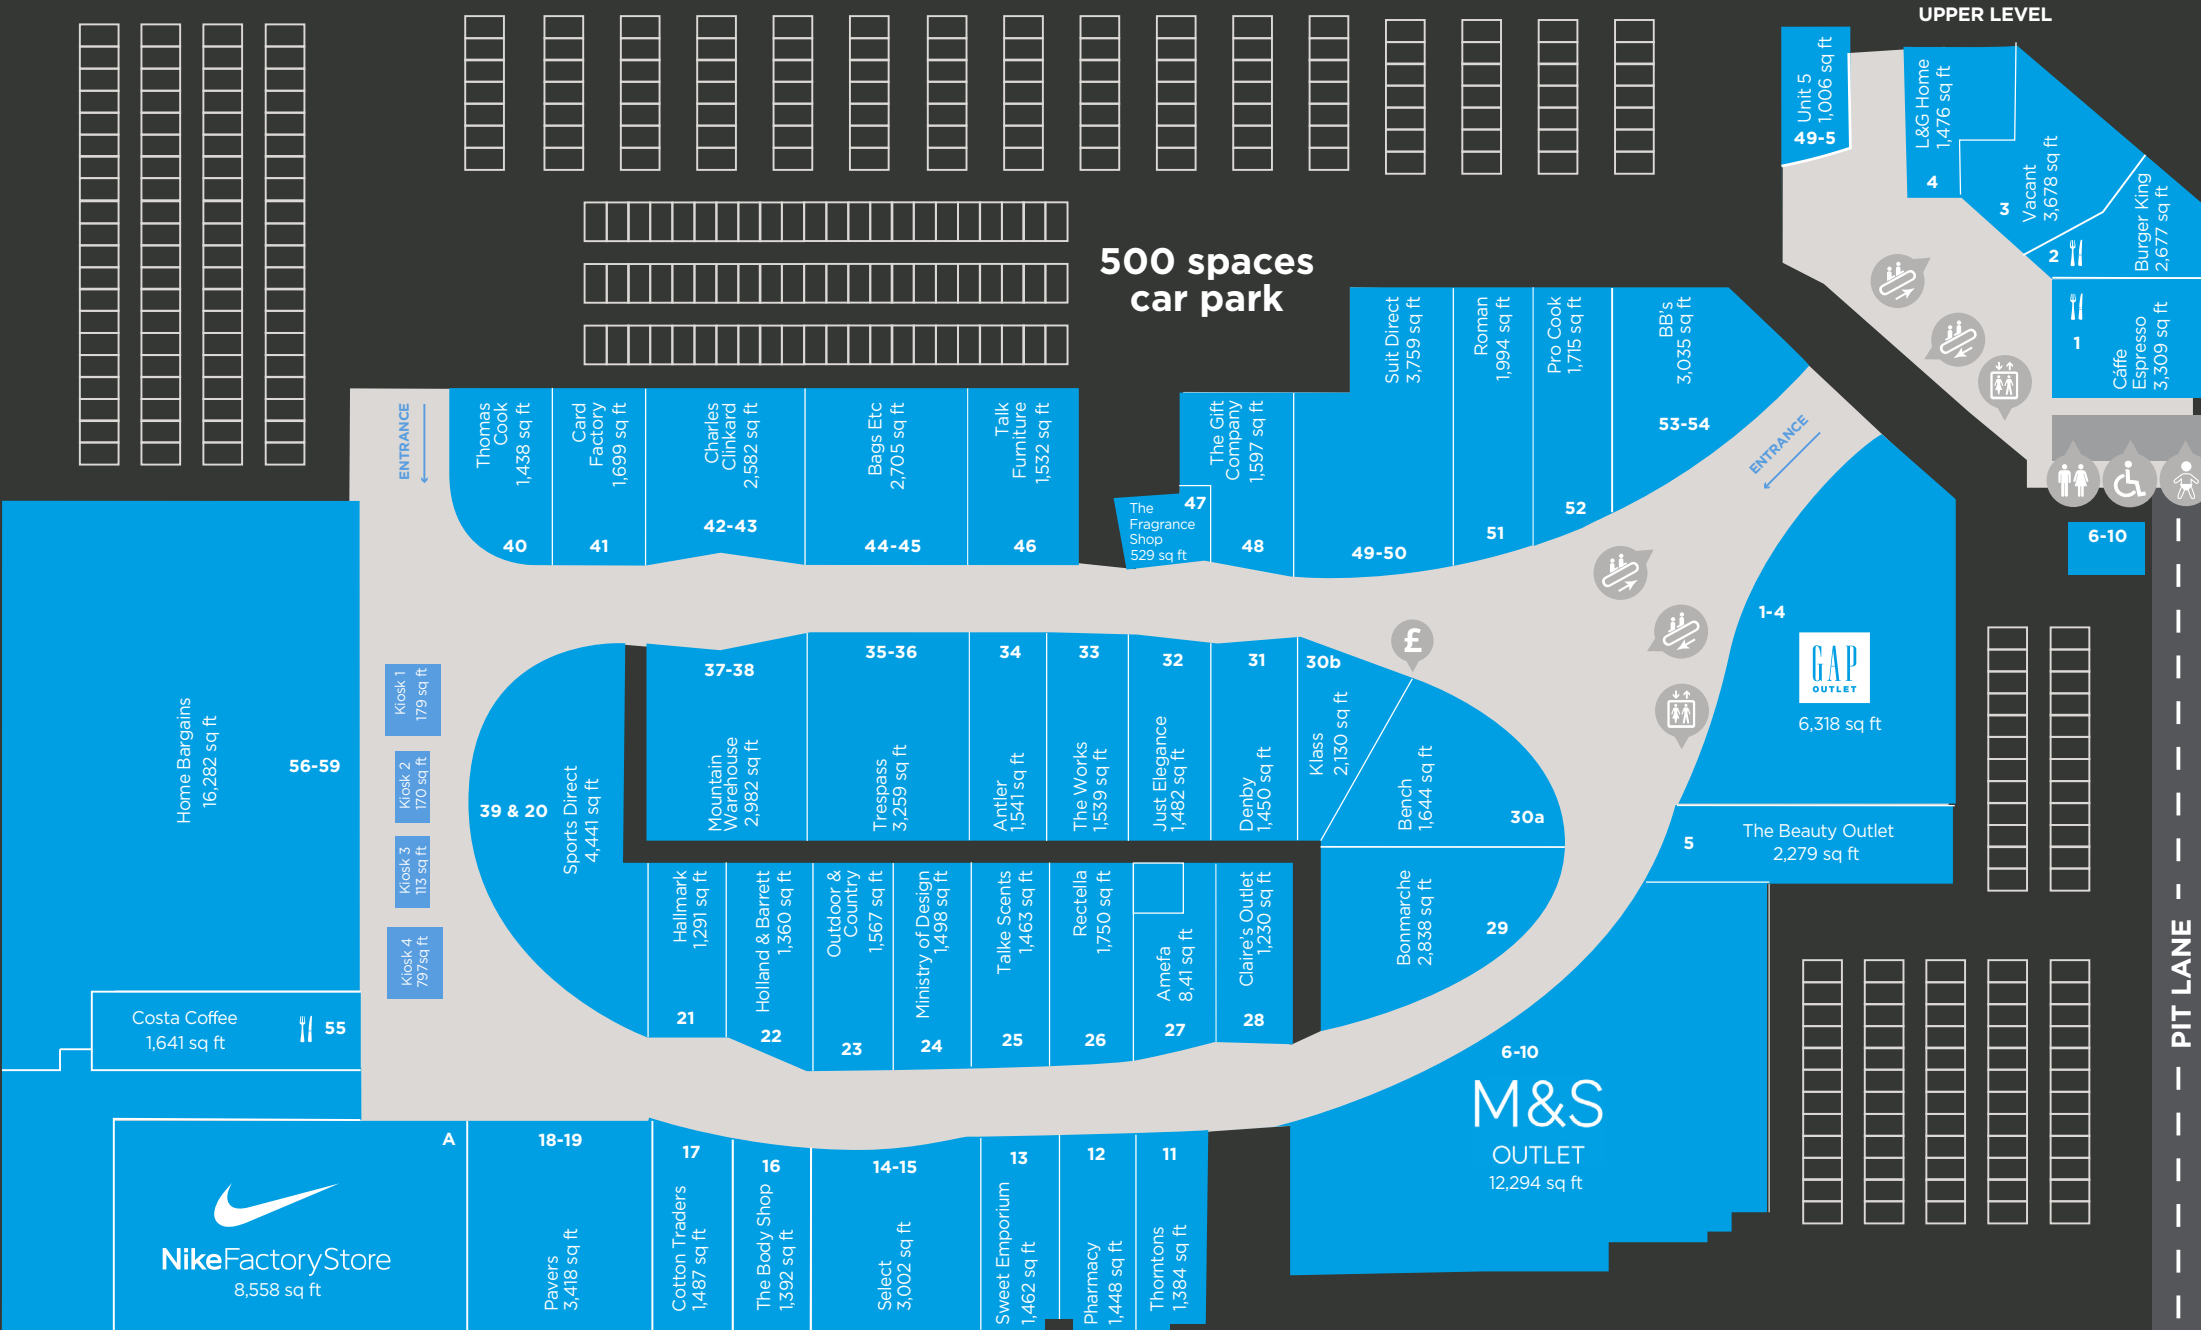 UPPER LEVEL
Unit 5
1,006 sq ft
49-5
L&G Home
1,476 sq ft
4
Vacant
3,678 sq ft
3
Burger King
2,677 sq ft
2
1
Cáffe
Espresso
3,309 sq ft
500 spaces
car park
ENTRANCE
Thomas
Cook
1,438 sq ft
40
Card
Factory
1,699 sq ft
41
Charles
Clinkard
2,582 sq ft
42-43
Bags Etc
2,705 sq ft
44-45
Talk
Furniture
1,532 sq ft
46
The
Fragrance
Shop
529 sq ft
47
The Gift
Company
1,597 sq ft
48
Suit Direct
3,759 sq ft
49-50
Roman
1,994 sq ft
51
Pro Cook
1,715 sq ft
52
BB's
3,035 sq ft
53-54
ENTRANCE
6-10
1-4
GAP
OUTLET
6,318 sq ft
5
The Beauty Outlet
2,279 sq ft
Home Bargains
16,282 sq ft
56-59
Kiosk 1
179 sq ft
Kiosk 2
170 sq ft
Kiosk 3
113 sq ft
Kiosk 4
797sq ft
39 & 20
Sports Direct
4,441 sq ft
37-38
Mountain
Warehouse
2,982 sq ft
35-36
Trespass
3,259 sq ft
34
Antler
1,541 sq ft
33
The Works
1,539 sq ft
32
Just Elegance
1,482 sq ft
31
Denby
1,450 sq ft
30b
Klass
2,130 sq ft
£
Bench
1,644 sq ft
30a
Bonmarche
2,838 sq ft
29
Hallmark
1,291 sq ft
21
Holland & Barrett
1,360 sq ft
22
Outdoor &
Country
1,567 sq ft
23
Ministry of Design
1,498 sq ft
24
Talke Scents
1,463 sq ft
25
Rectella
1,750 sq ft
26
Amefa
8,41 sq ft
27
Claire's Outlet
1,230 sq ft
28
Costa Coffee
1,641 sq ft
55
6-10
M&S
OUTLET
12,294 sq ft
A
NikeFactoryStore
8,558 sq ft
18-19
Pavers
3,418 sq ft
17
Cotton Traders
1,487 sq ft
16
The Body Shop
1,392 sq ft
14-15
Select
3,002 sq ft
13
Sweet Emporium
1,462 sq ft
12
Pharmacy
1,448 sq ft
11
Thorntons
1,384 sq ft
PIT LANE